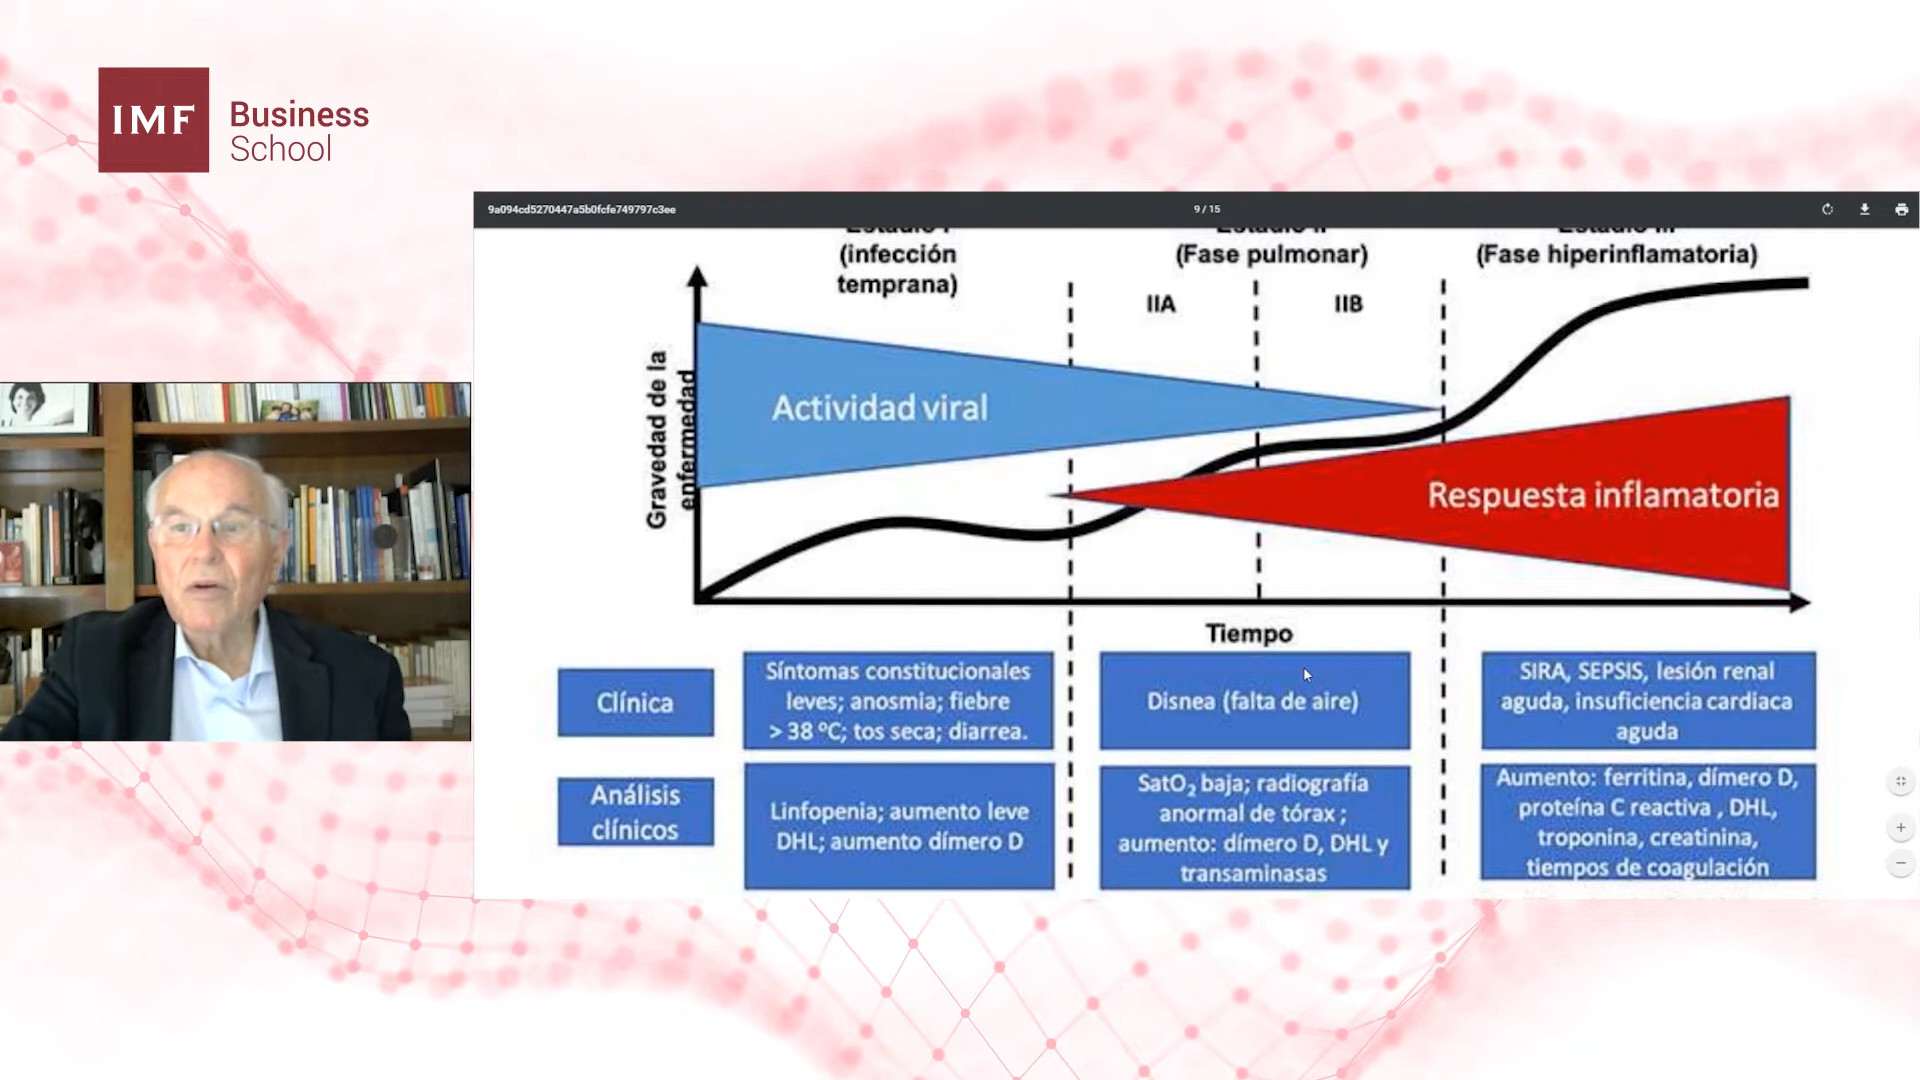 IMF
Business
School
9a094cd5270447a5b0fcfe749797c3ee
9 / 15
Estadio I
(infección
temprana)
Estadio II
(Fase pulmonar)
Estadio III
(Fase hiperinflamatoria)
IIA
IIB
Gravedad de la
enfermedad
Actividad viral
Respuesta inflamatoria
Tiempo
Clínica
Síntomas constitucionales
leves; anosmia; fiebre
> 38 ºC; tos seca; diarrea.
Disnea (falta de aire)
SIRA, SEPSIS, lesión renal
aguda, insuficiencia cardiaca
aguda
Análisis
clínicos
Linfopenia; aumento leve
DHL; aumento dímero D
SatO₂ baja; radiografía
anormal de tórax ;
aumento: dímero D, DHL y
transaminasas
Aumento: ferritina, dímero D,
proteína C reactiva , DHL,
troponina, creatinina,
tiempos de coagulación